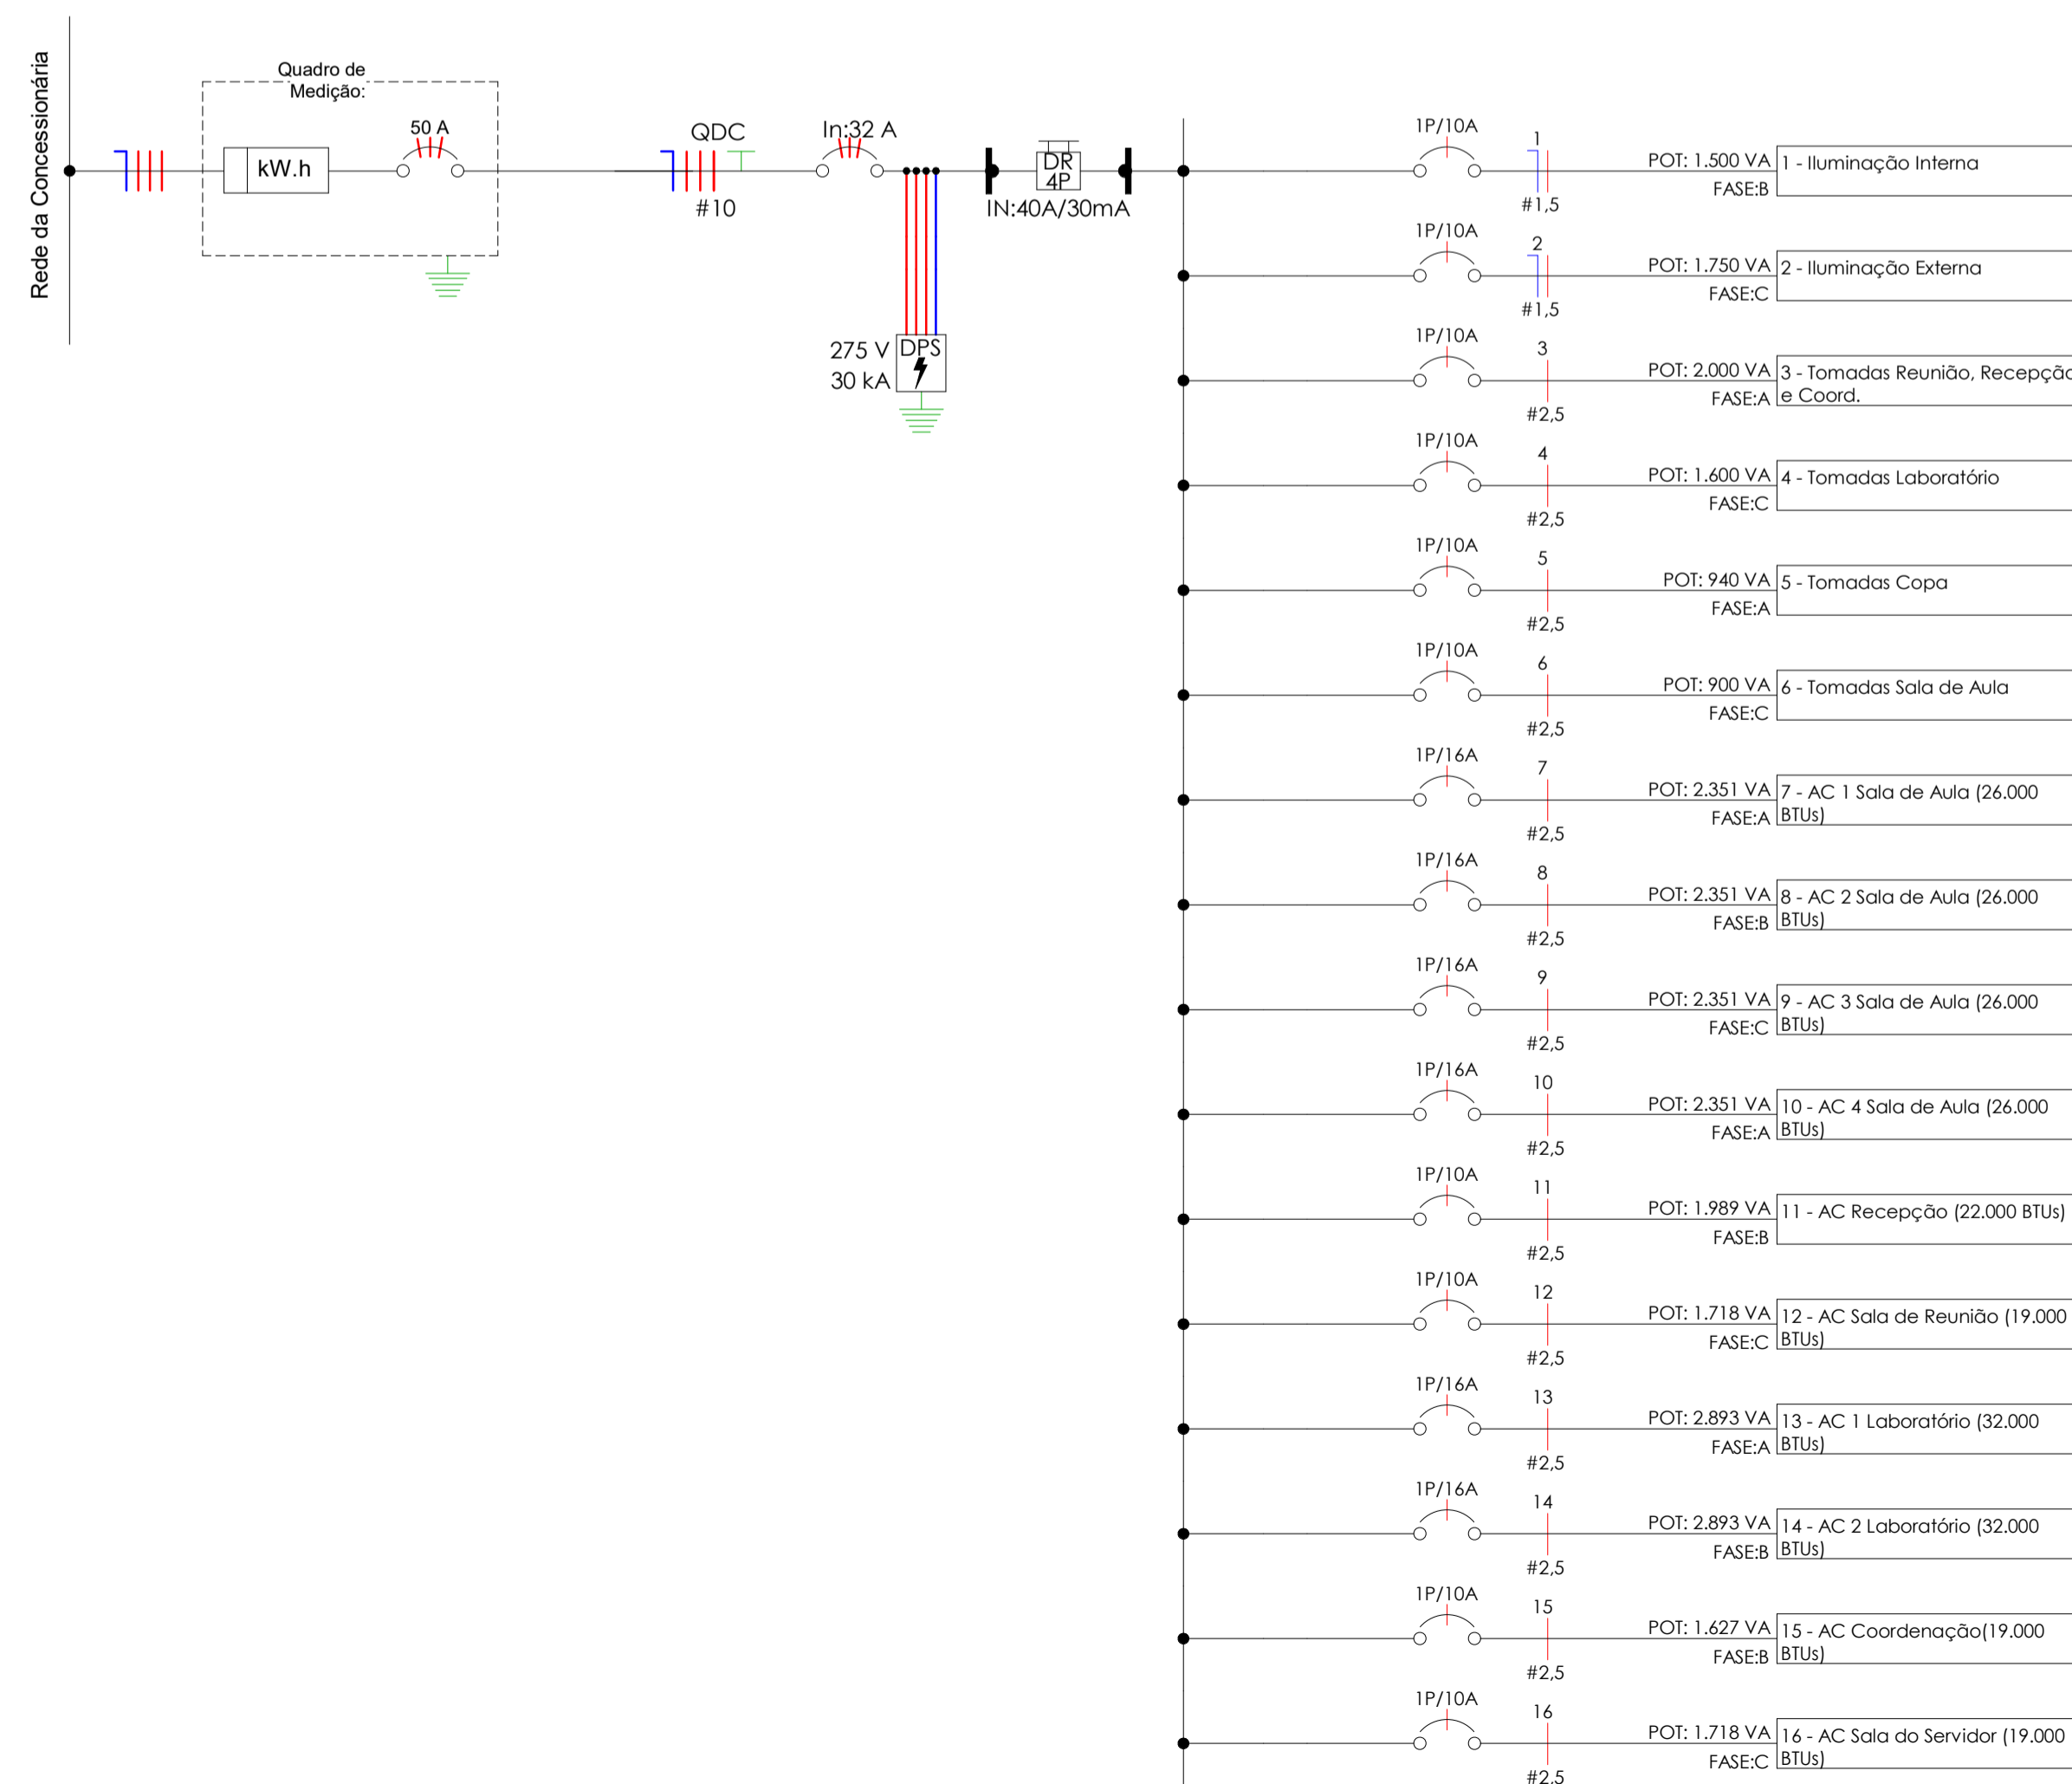 Rede da Concessionária
Quadro de
Medição:
kW.h
50 A
QDC
#10
In:32 A
275 V
30 kA
DPS
DR
4P
IN:40A/30mA
1P/10A
1
#1,5
POT: 1.500 VA
FASE:B
1 - Iluminação Interna
1P/10A
2
#1,5
POT: 1.750 VA
FASE:C
2 - Iluminação Externa
1P/10A
3
#2,5
POT: 2.000 VA
FASE:A
3 - Tomadas Reunião, Recepção
e Coord.
1P/10A
4
#2,5
POT: 1.600 VA
FASE:C
4 - Tomadas Laboratório
1P/10A
5
#2,5
POT: 940 VA
FASE:A
5 - Tomadas Copa
1P/10A
6
#2,5
POT: 900 VA
FASE:C
6 - Tomadas Sala de Aula
1P/16A
7
#2,5
POT: 2.351 VA
FASE:A
7 - AC 1 Sala de Aula (26.000
BTUs)
1P/16A
8
#2,5
POT: 2.351 VA
FASE:B
8 - AC 2 Sala de Aula (26.000
BTUs)
1P/16A
9
#2,5
POT: 2.351 VA
FASE:C
9 - AC 3 Sala de Aula (26.000
BTUs)
1P/16A
10
#2,5
POT: 2.351 VA
FASE:A
10 - AC 4 Sala de Aula (26.000
BTUs)
1P/10A
11
#2,5
POT: 1.989 VA
FASE:B
11 - AC Recepção (22.000 BTUs)
1P/10A
12
#2,5
POT: 1.718 VA
FASE:C
12 - AC Sala de Reunião (19.000
BTUs)
1P/16A
13
#2,5
POT: 2.893 VA
FASE:A
13 - AC 1 Laboratório (32.000
BTUs)
1P/16A
14
#2,5
POT: 2.893 VA
FASE:B
14 - AC 2 Laboratório (32.000
BTUs)
1P/10A
15
#2,5
POT: 1.627 VA
FASE:B
15 - AC Coordenação(19.000
BTUs)
1P/10A
16
#2,5
POT: 1.718 VA
FASE:C
16 - AC Sala do Servidor (19.000
BTUs)